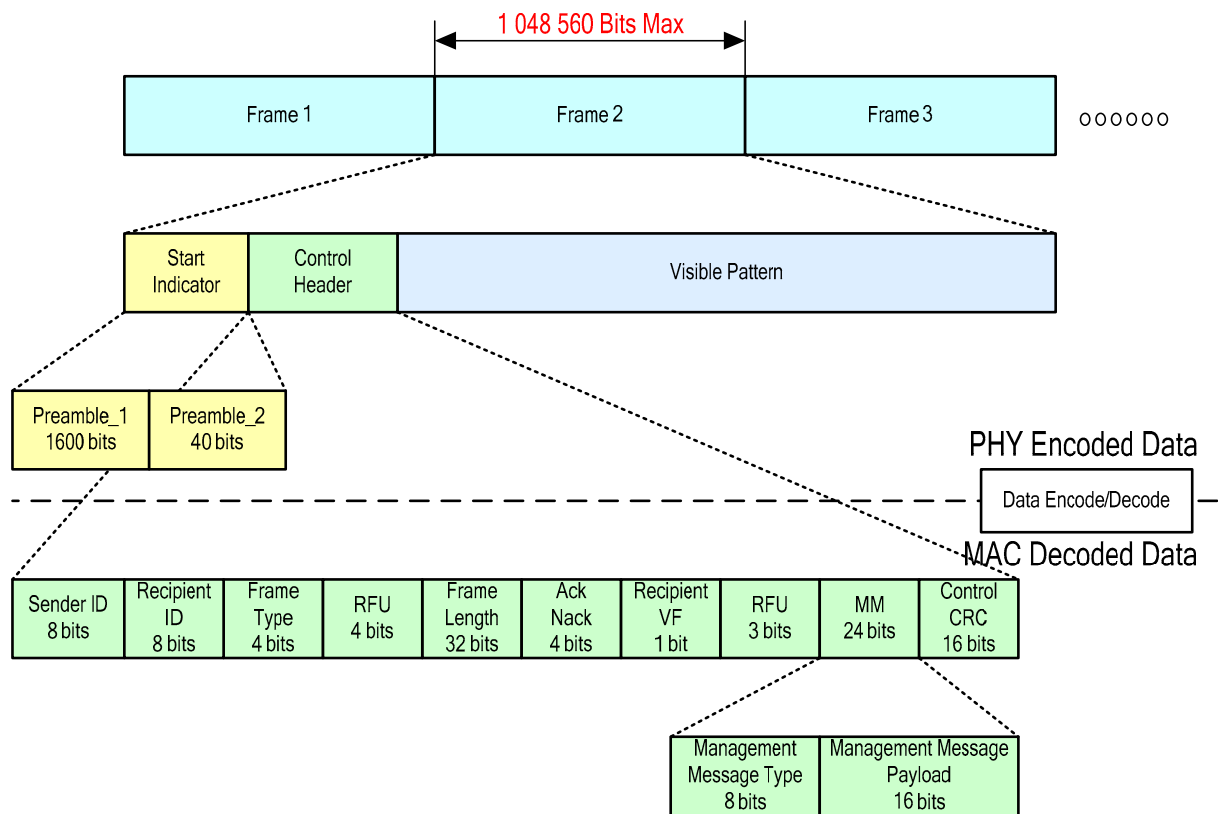 1 048 560 Bits Max
Frame 1
Frame 2
Frame 3
oooooo
Start
Indicator
Control
Header
Visible Pattern
Preamble_1
1600 bits
Preamble_2
40 bits
PHY Encoded Data
Data Encode/Decode
MAC Decoded Data
Sender ID
8 bits
Recipient
ID
8 bits
Frame
Type
4 bits
RFU
4 bits
Frame
Length
32 bits
Ack
Nack
4 bits
Recipient
VF
1 bit
RFU
3 bits
MM
24 bits
Control
CRC
16 bits
Management
Message Type
8 bits
Management Message
Payload
16 bits